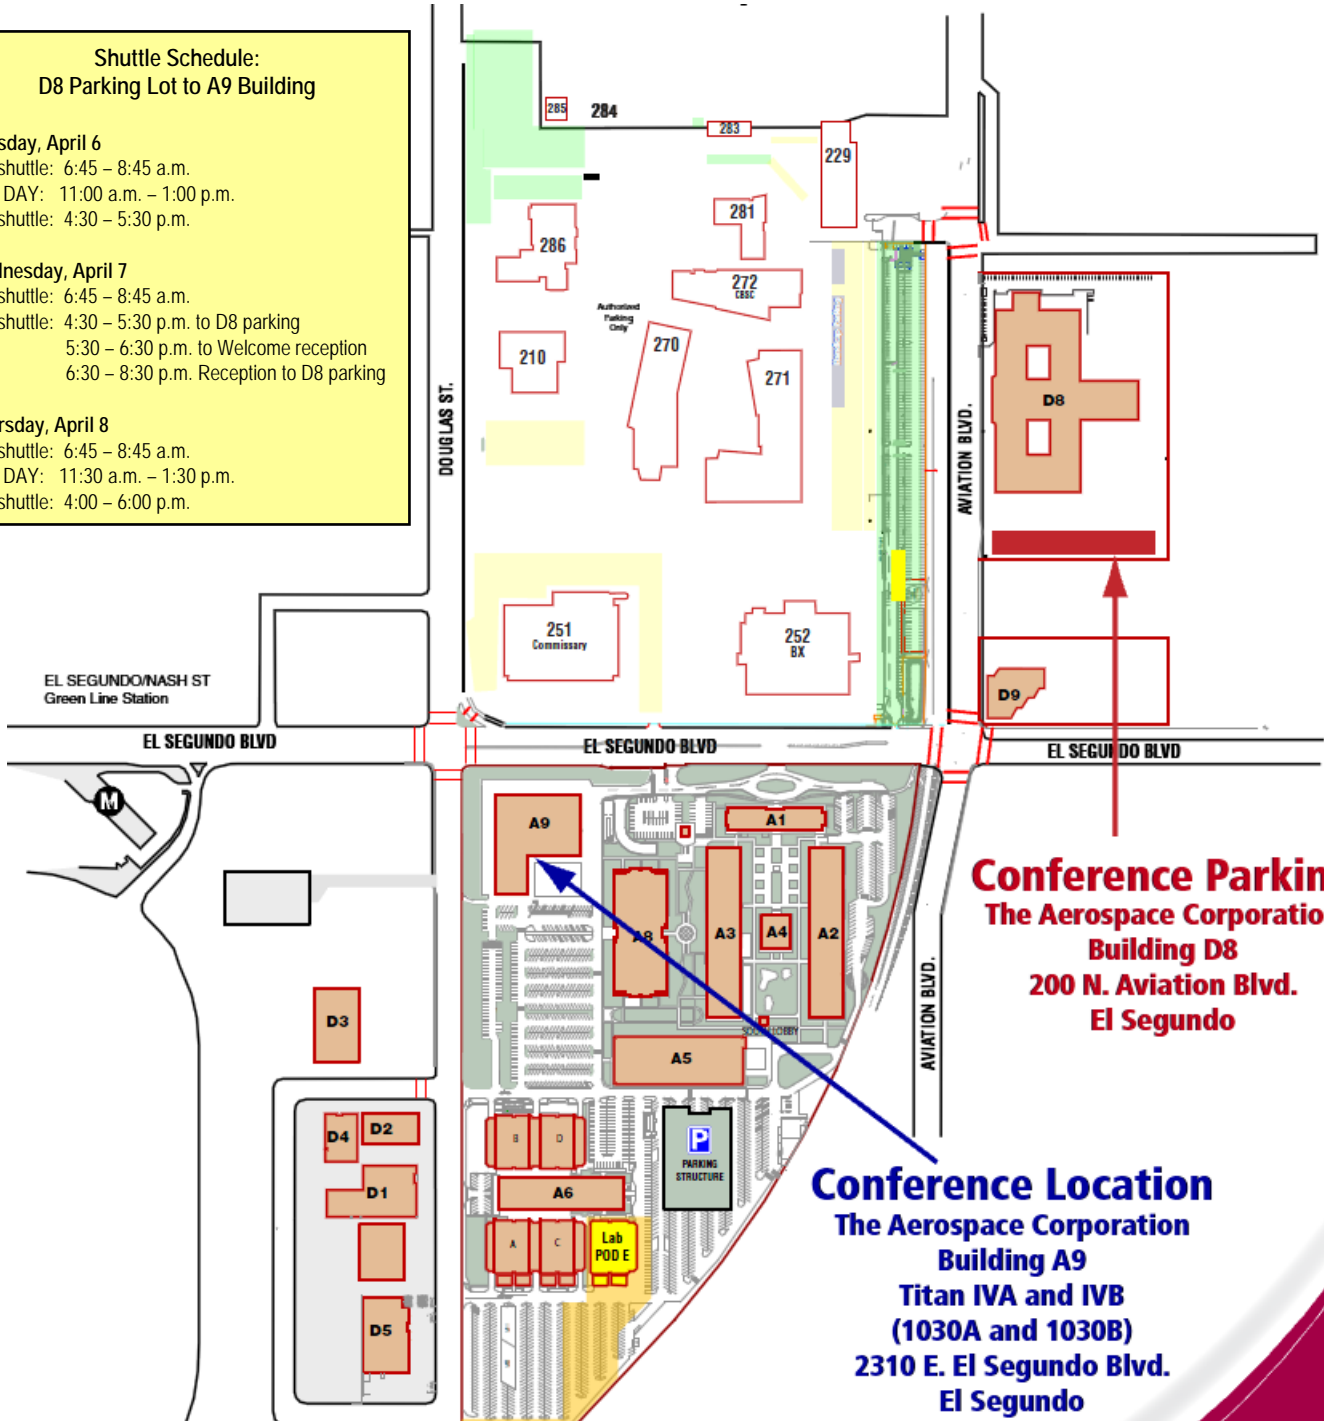 Shuttle Schedule:
D8 Parking Lot to A9 Building
sday, April 6
shuttle: 6:45 – 8:45 a.m.
DAY: 11:00 a.m. – 1:00 p.m.
shuttle: 4:30 – 5:30 p.m.
nesday, April 7
shuttle: 6:45 – 8:45 a.m.
shuttle: 4:30 – 5:30 p.m. to D8 parking
5:30 – 6:30 p.m. to Welcome reception
6:30 – 8:30 p.m. Reception to D8 parking
rsday, April 8
shuttle: 6:45 – 8:45 a.m.
DAY: 11:30 a.m. – 1:30 p.m.
shuttle: 4:00 – 6:00 p.m.
285
284
283
229
281
286
272
CBSC
Authorized
Parking
Only
270
210
271
DOUGLAS ST.
AVIATION BLVD.
D8
251
Commissary
252
BX
D9
EL SEGUNDO/NASH ST
Green Line Station
EL SEGUNDO BLVD
EL SEGUNDO BLVD
EL SEGUNDO BLVD
M
A9
A1
A8
A3
A4
A2
Conference Parkin
The Aerospace Corporatio
Building D8
200 N. Aviation Blvd.
El Segundo
AVIATION BLVD.
D3
LOBBY
A5
D4
D2
B
D
P
PARKING
STRUCTURE
D1
A6
A
C
Lab
POD E
D5
Conference Location
The Aerospace Corporation
Building A9
Titan IVA and IVB
(1030A and 1030B)
2310 E. El Segundo Blvd.
El Segundo